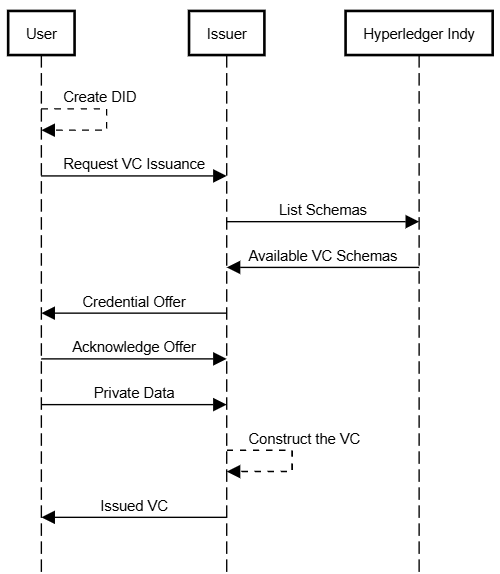 User
Issuer
Hyperledger Indy
Create DID
Request VC Issuance
List Schemas
Available VC Schemas
Credential Offer
Acknowledge Offer
Private Data
Construct the VC
Issued VC